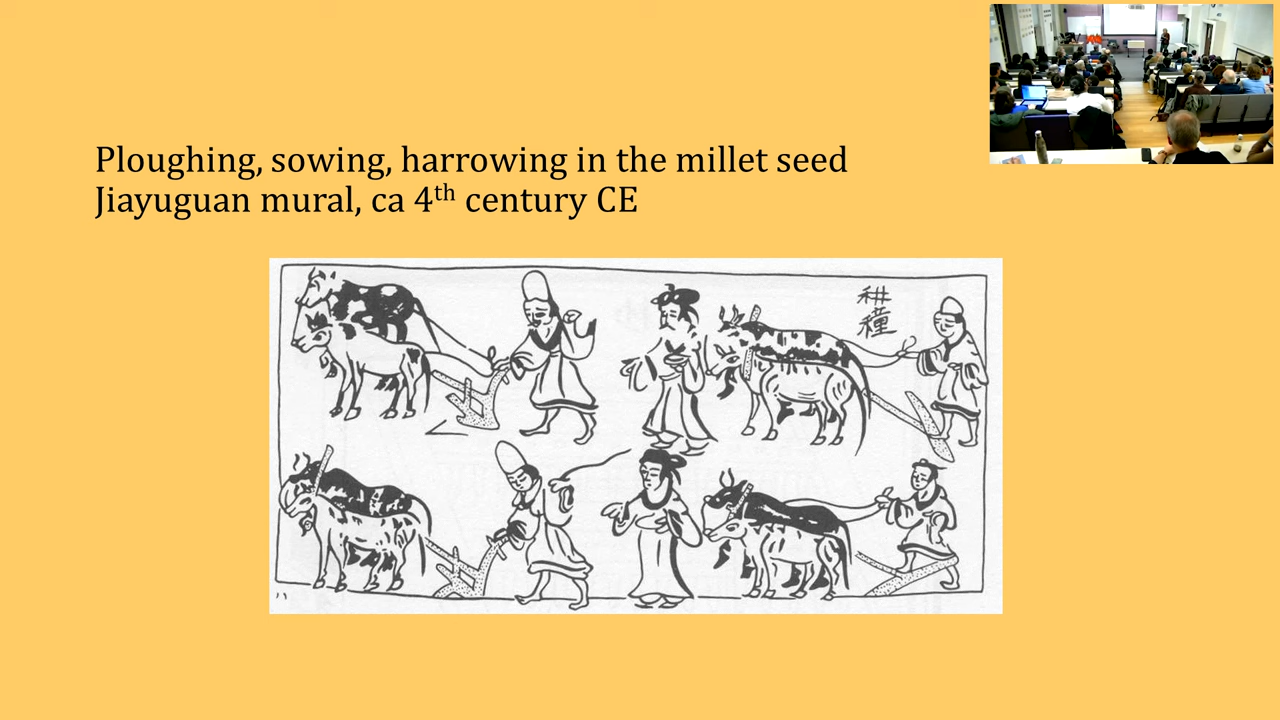 Ploughing, sowing, harrowing in the millet seed
Jiayuguan mural, ca 4th century CE
耕種